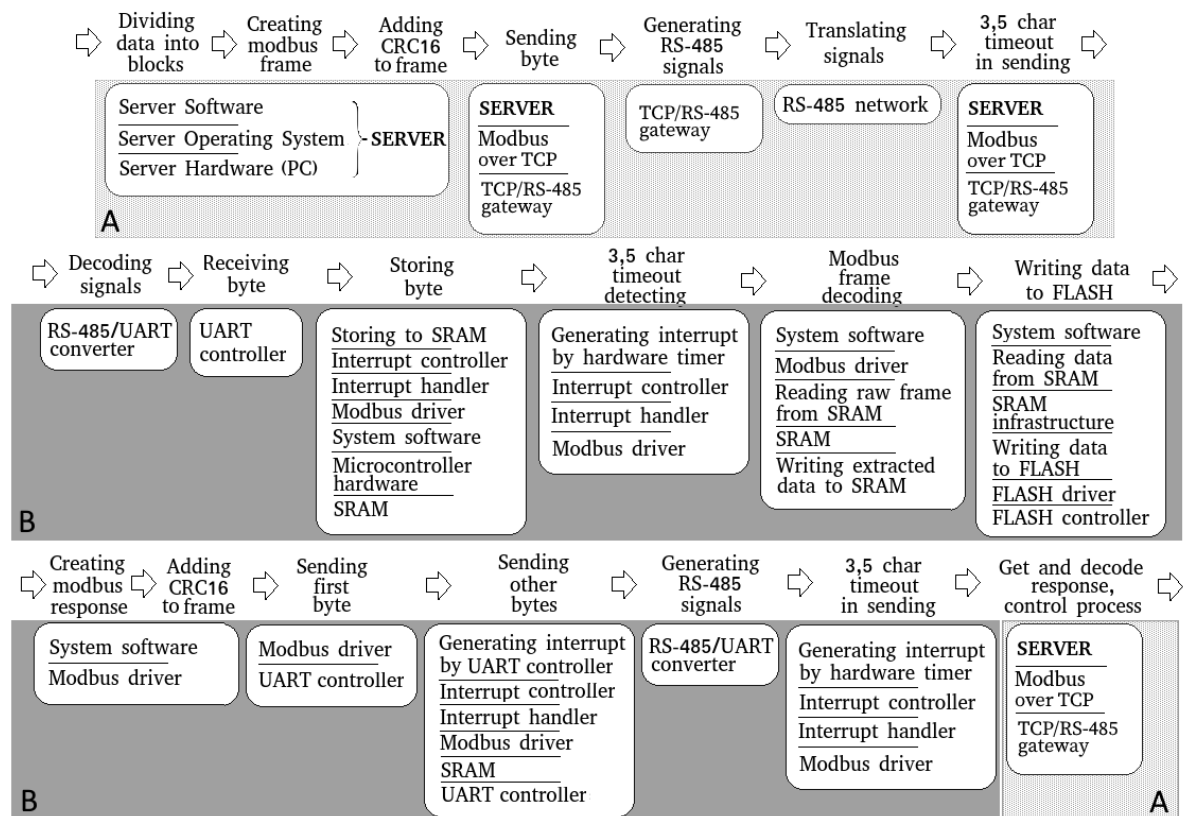 Dividing
data into
blocks
Creating
modbus
frame
Adding
CRC16
to frame
Sending
byte
Generating
RS-485
signals
Translating
signals
3,5 char
timeout
in sending
Server Software
Server Operating System
Server Hardware (PC)
SERVER
SERVER
Modbus
over TCP
TCP/RS-485
gateway
TCP/RS-485
gateway
RS-485 network
SERVER
Modbus
over TCP
TCP/RS-485
gateway
A
Decoding
signals
Receiving
byte
Storing
byte
3,5 char
timeout
detecting
Modbus
frame
decoding
Writing data
to FLASH
RS-485/UART
converter
UART
controller
Storing to SRAM
Interrupt controller
Interrupt handler
Modbus driver
System software
Microcontroller
hardware
SRAM
Generating interrupt
by hardware timer
Interrupt controller
Interrupt handler
Modbus driver
System software
Modbus driver
Reading raw frame
from SRAM
SRAM
Writing extracted
data to SRAM
System software
Reading data
from SRAM
SRAM
infrastructure
Writing data
to FLASH
FLASH driver
FLASH controller
B
Creating
modbus
response
Adding
CRC16
to frame
Sending
first
byte
Sending
other
bytes
Generating
RS-485
signals
3,5 char
timeout
in sending
Get and decode
response,
control process
System software
Modbus driver
Modbus driver
UART controller
Generating interrupt
by UART controller
Interrupt controller
Interrupt handler
Modbus driver
SRAM
UART controller
RS-485/UART
converter
Generating interrupt
by hardware timer
Interrupt controller
Interrupt handler
Modbus driver
SERVER
Modbus
over TCP
TCP/RS-485
gateway
B
A